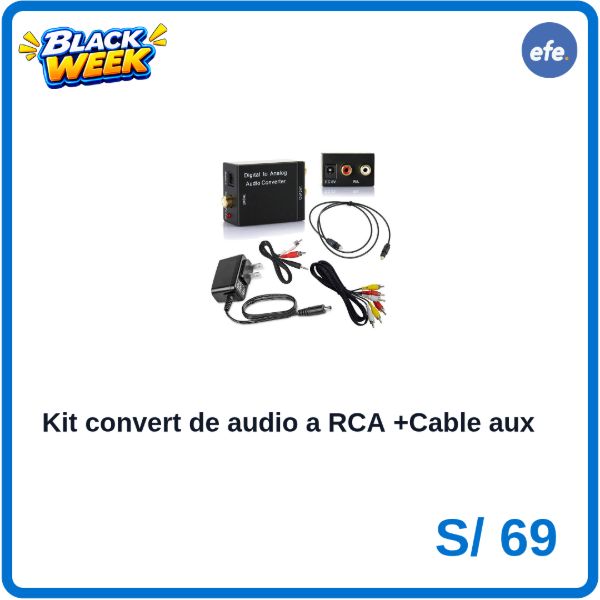 BLACK
WEEK
efe.
Digital to Analog
Audio Converter
R/L
Kit convert de audio a RCA +Cable aux
S/ 69